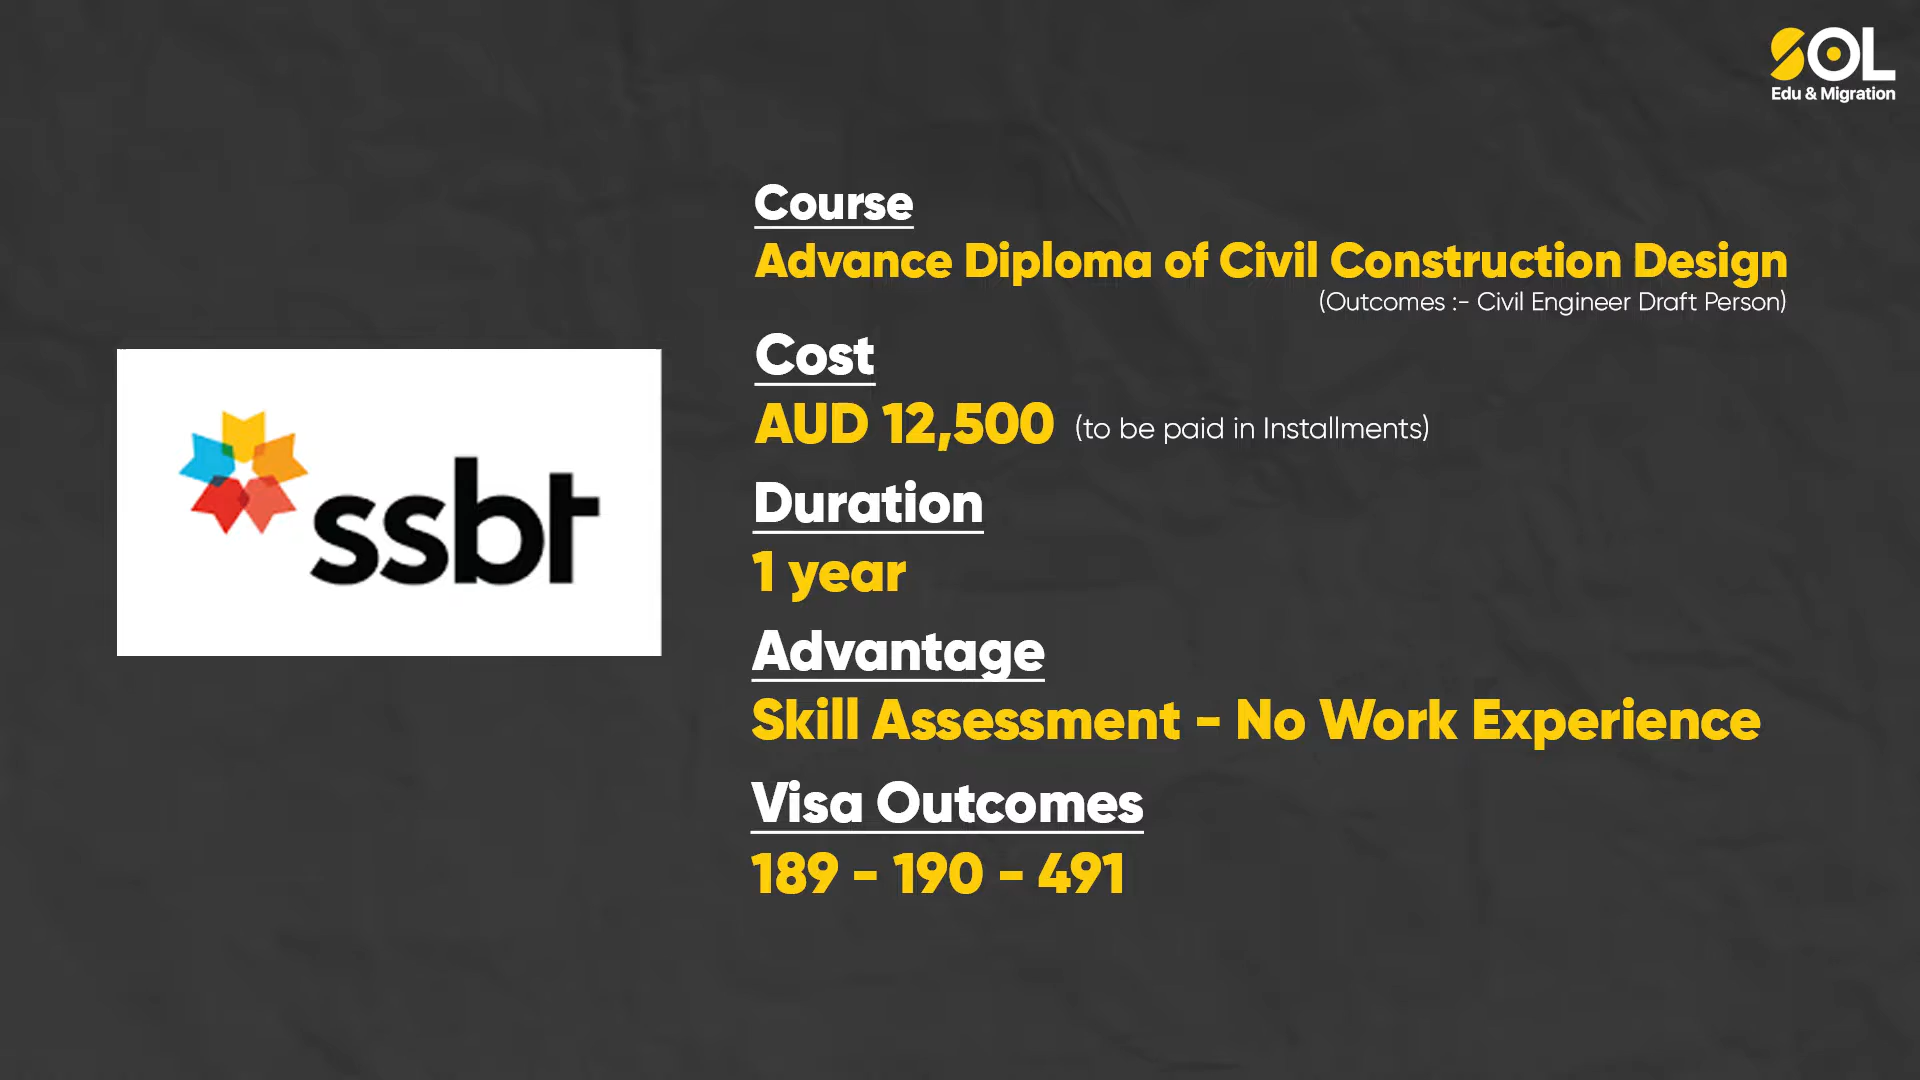 SOL
Edu & Migration
Course
Advance Diploma of Civil Construction Design
(Outcomes :- Civil Engineer Draft Person)
Cost
AUD 12,500 (to be paid in Installments)
Duration
1 year
Advantage
Skill Assessment - No Work Experience
Visa Outcomes
189 - 190 - 491
ssbt